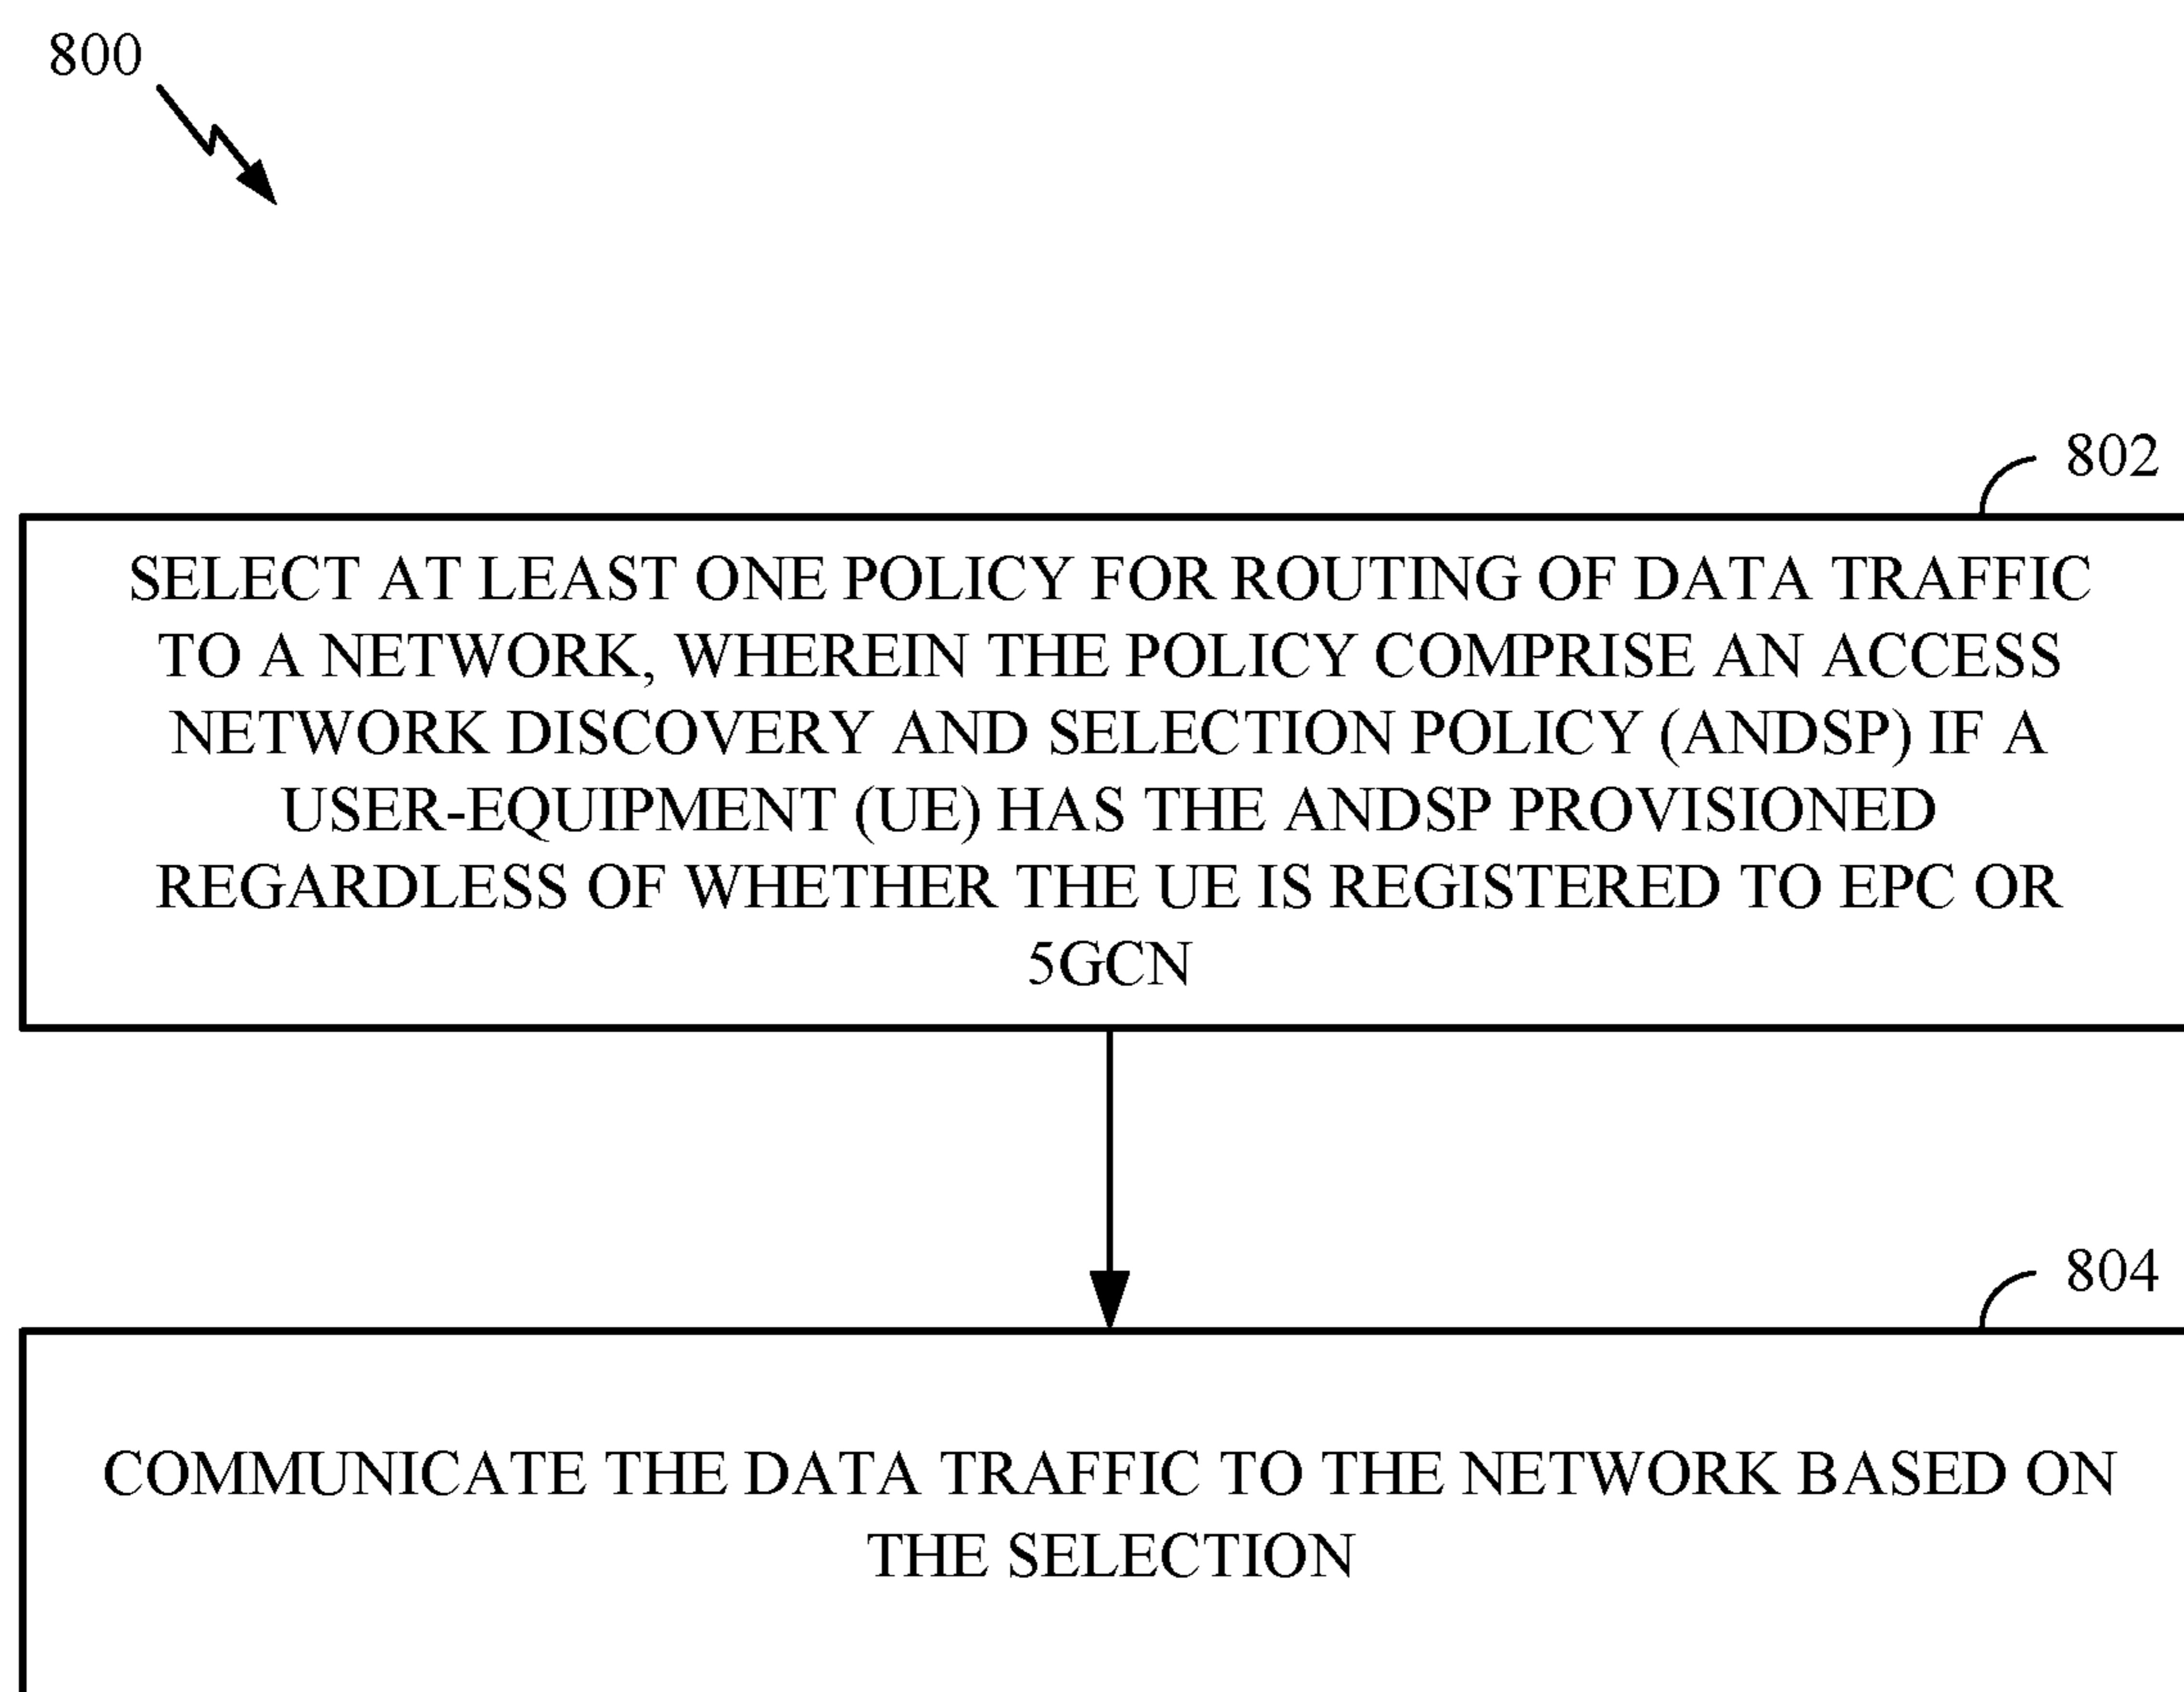 800
802
SELECT AT LEAST ONE POLICY FOR ROUTING OF DATA TRAFFIC
TO A NETWORK, WHEREIN THE POLICY COMPRISE AN ACCESS
NETWORK DISCOVERY AND SELECTION POLICY (ANDSP) IF A
USER-EQUIPMENT (UE) HAS THE ANDSP PROVISIONED
REGARDLESS OF WHETHER THE UE IS REGISTERED TO EPC OR
5GCN
804
COMMUNICATE THE DATA TRAFFIC TO THE NETWORK BASED ON
THE SELECTION